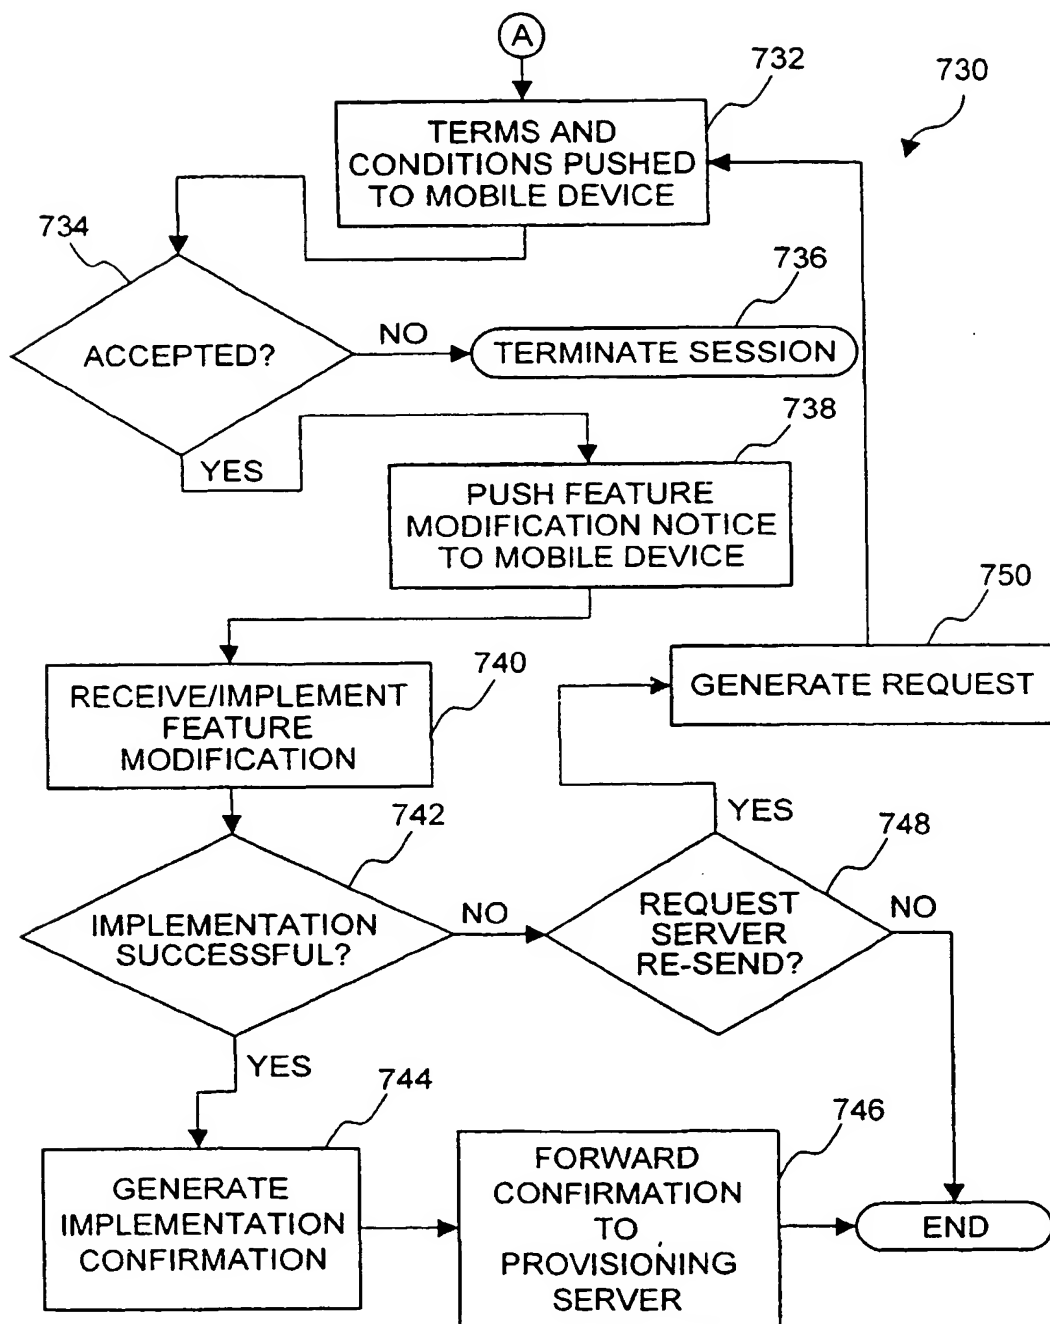 A
732
730
TERMS AND
CONDITIONS PUSHED
TO MOBILE DEVICE
734
736
ACCEPTED?
NO
TERMINATE SESSION
738
YES
PUSH FEATURE
MODIFICATION NOTICE
TO MOBILE DEVICE
750
740
RECEIVE/IMPLEMENT
FEATURE
MODIFICATION
GENERATE REQUEST
742
YES
748
IMPLEMENTATION
SUCCESSFUL?
NO
REQUEST
SERVER
RE-SEND?
NO
YES
744
746
GENERATE
IMPLEMENTATION
CONFIRMATION
FORWARD
CONFIRMATION
TO
PROVISIONING
SERVER
END